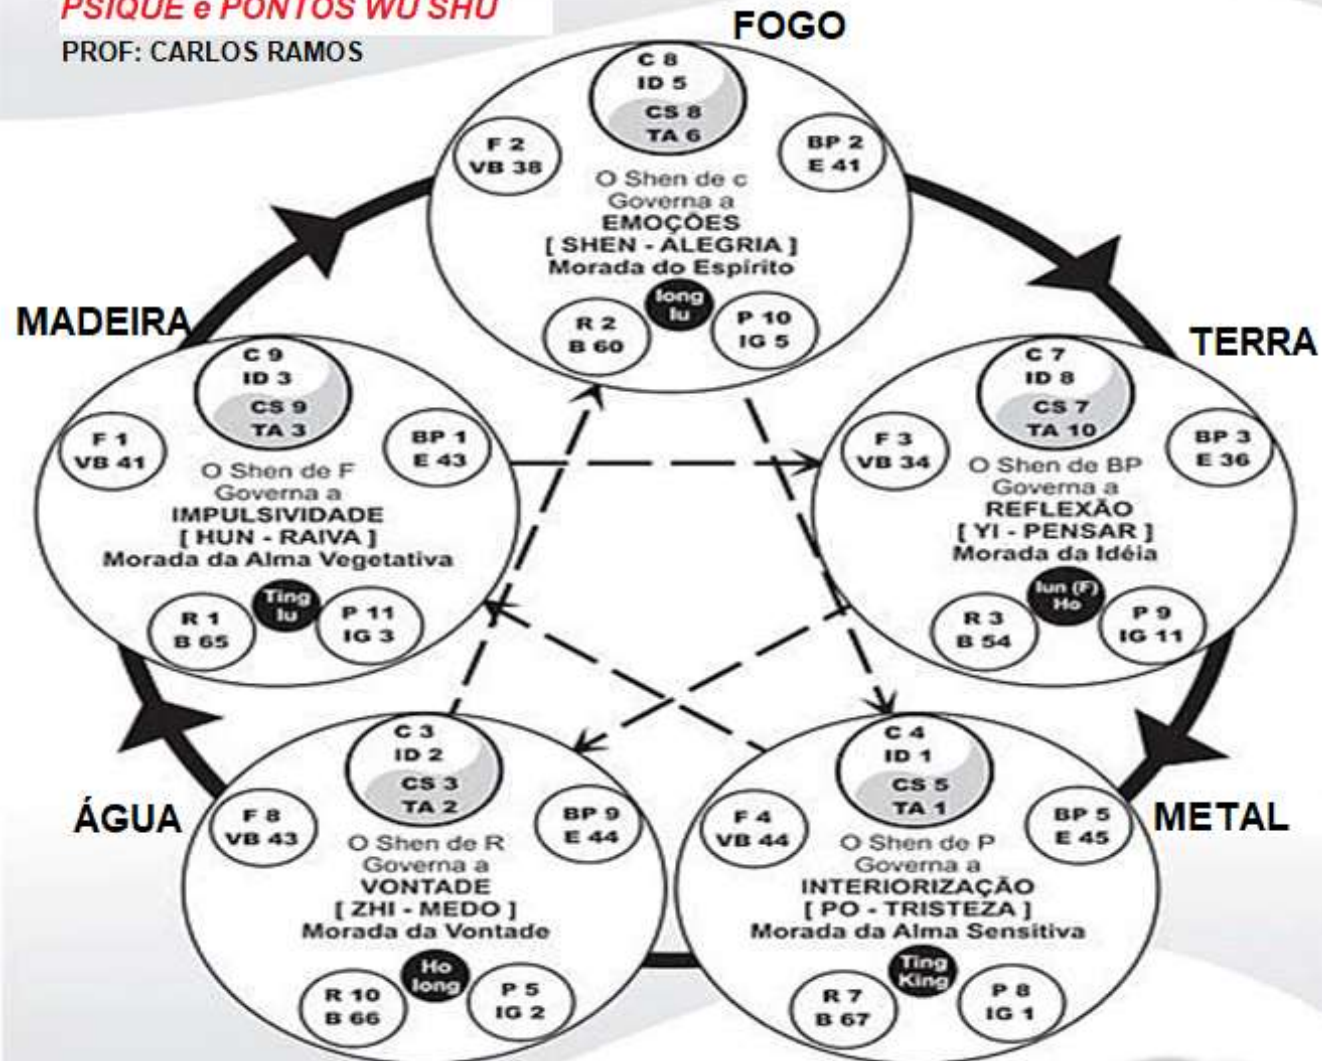 PSIQUE e PONTOS WU SHU
PROF: CARLOS RAMOS
FOGO
C 8
ID 5
CS 8
TA 6
F 2
VB 38
BP 2
E 41
O Shen de c
Governa a
EMOÇÕES
[ SHEN - ALEGRIA ]
Morada do Espírito
Iong
Iu
R 2
B 60
P 10
IG 5
MADEIRA
C 9
ID 3
CS 9
TA 3
F 1
VB 41
BP 1
E 43
O Shen de F
Governa a
IMPULSIVIDADE
[ HUN - RAIVA ]
Morada da Alma Vegetativa
Ting
Iu
R 1
B 65
P 11
IG 3
TERRA
C 7
ID 8
CS 7
TA 10
F 3
VB 34
BP 3
E 36
O Shen de BP
Governa a
REFLEXÃO
[ YI - PENSAR ]
Morada da Idéia
Iun (F)
Ho
R 3
B 54
P 9
IG 11
ÁGUA
C 3
ID 2
CS 3
TA 2
F 8
VB 43
BP 9
E 44
O Shen de R
Governa a
VONTADE
[ ZHI - MEDO ]
Morada da Vontade
Ho
Iong
R 10
B 66
P 5
IG 2
METAL
C 4
ID 1
CS 5
TA 1
F 4
VB 44
BP 5
E 45
O Shen de P
Governa a
INTERIORIZAÇÃO
[ PO - TRISTEZA ]
Morada da Alma Sensitiva
Ting
King
R 7
B 67
P 8
IG 1